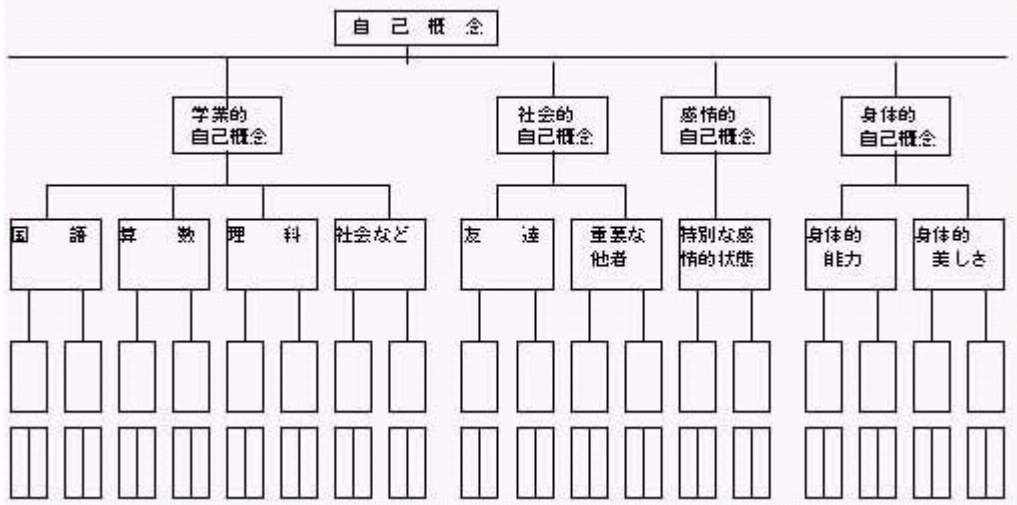 自己概念
学業的
自己概念
社会的
自己概念
感情的
自己概念
身体的
自己概念
国語
算数
理科
社会など
友達
重要な
他者
特別な感
情的状態
身体的
能力
身体的
美しさ